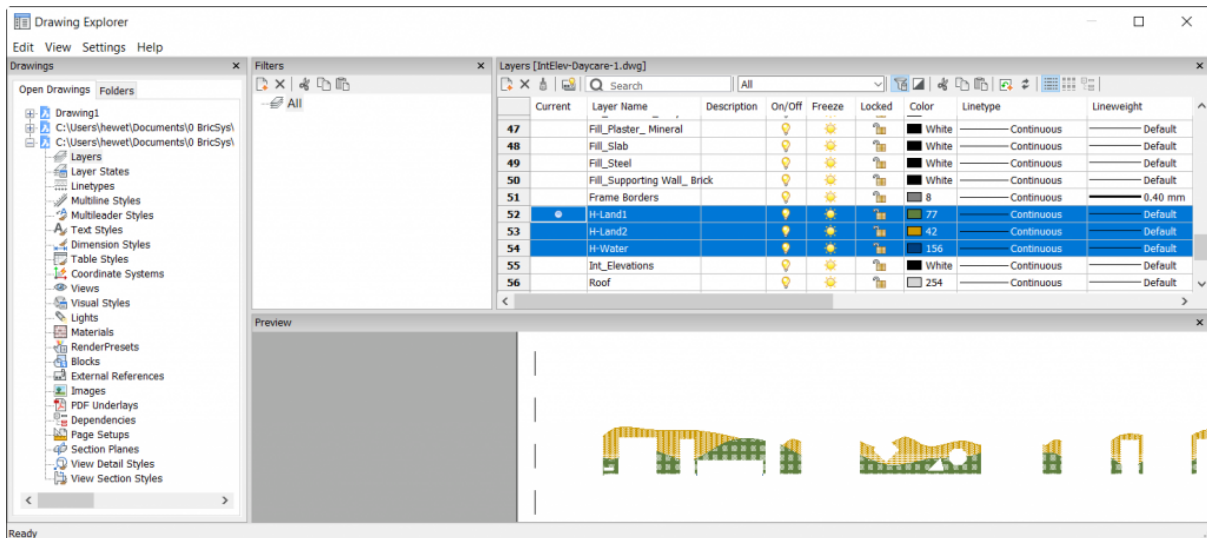 Drawing Explorer
Edit View Settings Help
Drawings
Open Drawings Folders
Drawing1
C:\Users\hewet\Documents\0 BricSys\
C:\Users\hewet\Documents\0 BricSys\
Layers
Layer States
Linetypes
Multiline Styles
Multileader Styles
Text Styles
Dimension Styles
Table Styles
Coordinate Systems
Views
Visual Styles
Lights
Materials
RenderPresets
Blocks
External References
Images
PDF Underlays
Dependencies
Page Setups
Section Planes
View Detail Styles
View Section Styles
Filters
All
Layers [IntElev-Daycare-1.dwg]
Search All
Current Layer Name Description On/Off Freeze Locked Color Linetype Lineweight
47 Fill_Plaster_ Mineral White Continuous Default
48 Fill_Slab White Continuous Default
49 Fill_Steel White Continuous Default
50 Fill_Supporting Wall_ Brick White Continuous Default
51 Frame Borders 8 Continuous 0.40 mm
52 H-Land1 77 Continuous Default
53 H-Land2 42 Continuous Default
54 H-Water 156 Continuous Default
55 Int_Elevations White Continuous Default
56 Roof 254 Continuous Default
Preview
Ready